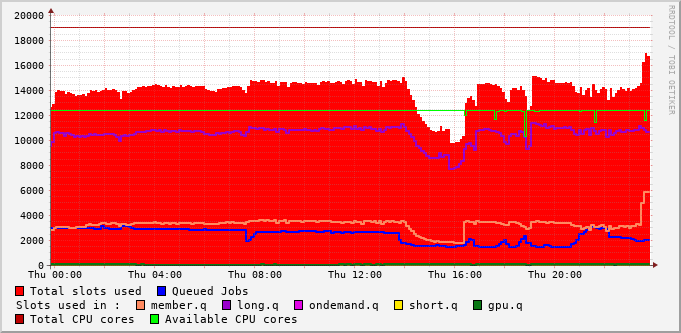 RRDTOOL / TOBI OETIKER
20000
18000
16000
14000
12000
10000
8000
6000
4000
2000
0
Thu 00:00 Thu 04:00 Thu 08:00 Thu 12:00 Thu 16:00 Thu 20:00
Total slots used Queued Jobs
Slots used in : member.q long.q ondemand.q short.q gpu.q
Total CPU cores Available CPU cores